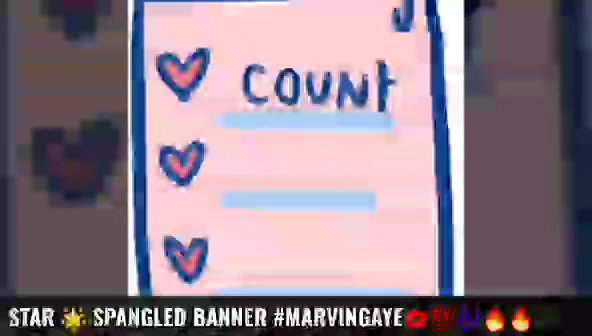 COUNT
STAR 🌟 SPANGLED BANNER #MARVINGAYE💋💯🎶🔥🔥